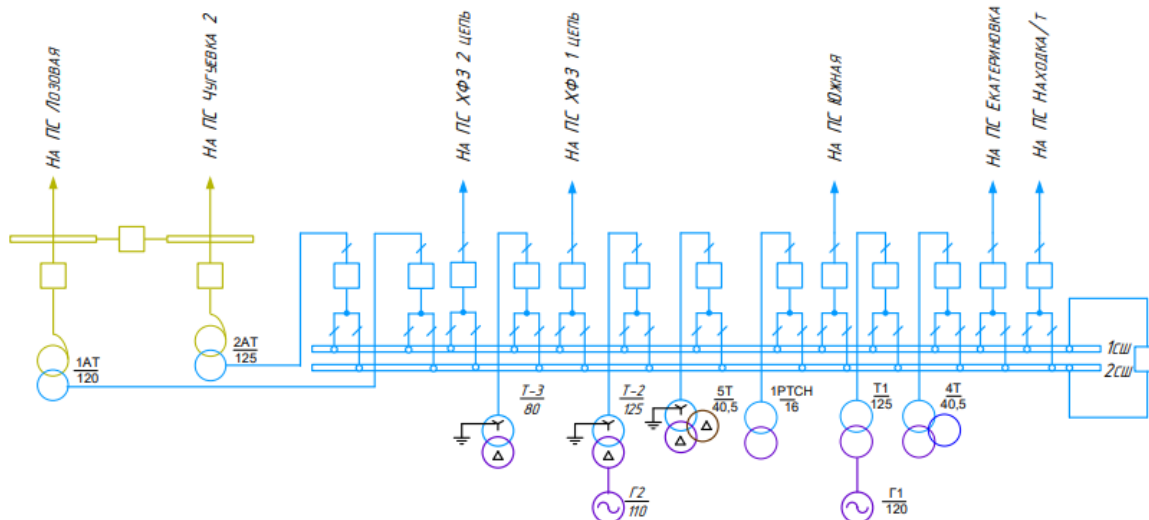 На ПС Лозовая
На ПС Чугуевка 2
На ПС ХФЗ 2 цепь
На ПС ХФЗ 1 цепь
На ПС Южная
На ПС Екатериновка
На ПС Находка/т
1АТ
120
2АТ
125
1сш
2сш
Т-3
80
Т-2
125
5Т
40,5
1РТСН
16
Т1
125
4Т
40,5
Г2
110
Г1
120